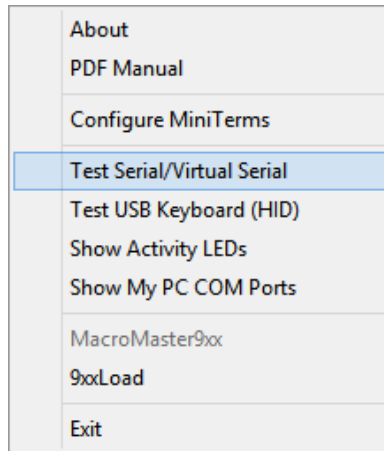 About
PDF Manual
Configure MiniTerms
Test Serial/Virtual Serial
Test USB Keyboard (HID)
Show Activity LEDs
Show My PC COM Ports
MacroMaster9xx
9xxLoad
Exit